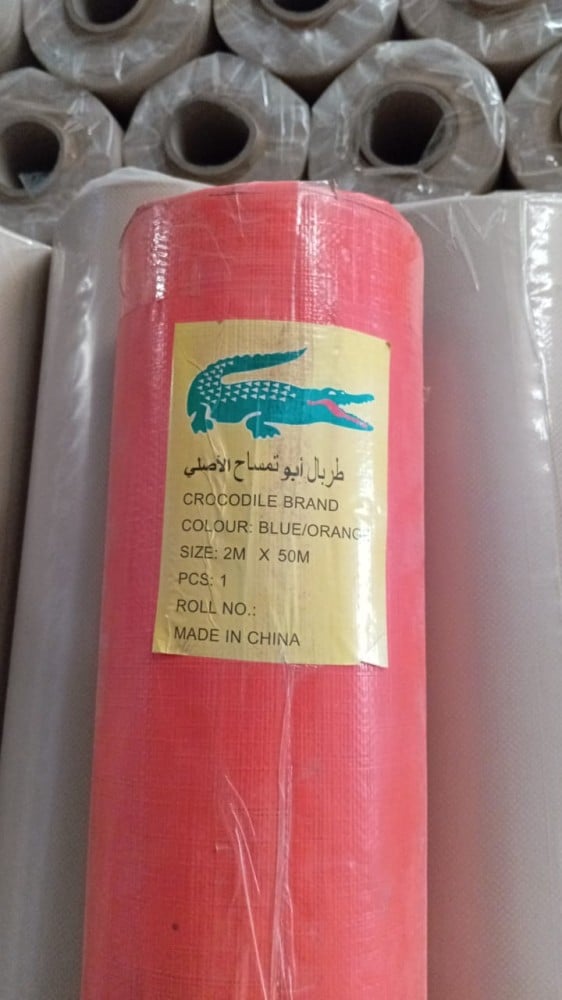 طربال أبو تمساح الأصلي
CROCODILE BRAND
COLOUR: BLUE/ORANGE
SIZE: 2M X 50M
PCS: 1
ROLL NO.:
MADE IN CHINA